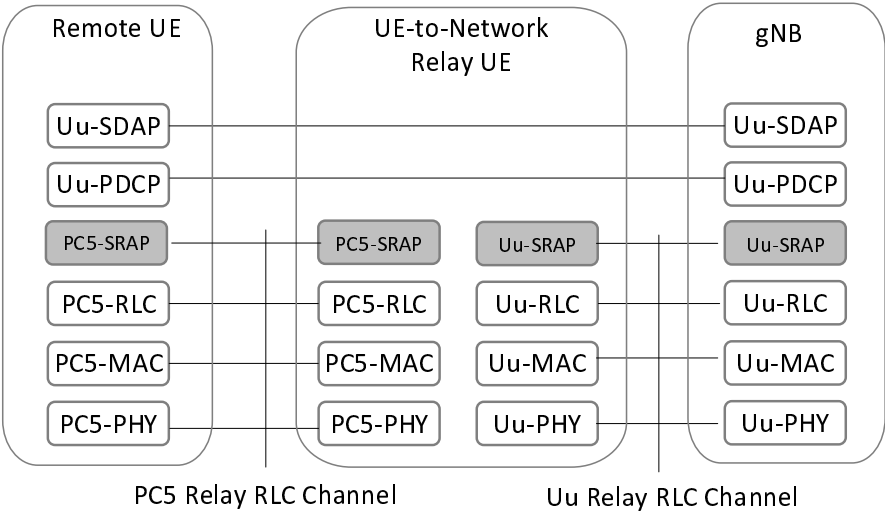 Remote UE
UE-to-Network
Relay UE
gNB
Uu-SDAP
Uu-SDAP
Uu-PDCP
Uu-PDCP
PC5-SRAP
PC5-SRAP
Uu-SRAP
Uu-SRAP
PC5-RLC
PC5-RLC
Uu-RLC
Uu-RLC
PC5-MAC
PC5-MAC
Uu-MAC
Uu-MAC
PC5-PHY
PC5-PHY
Uu-PHY
Uu-PHY
PC5 Relay RLC Channel
Uu Relay RLC Channel